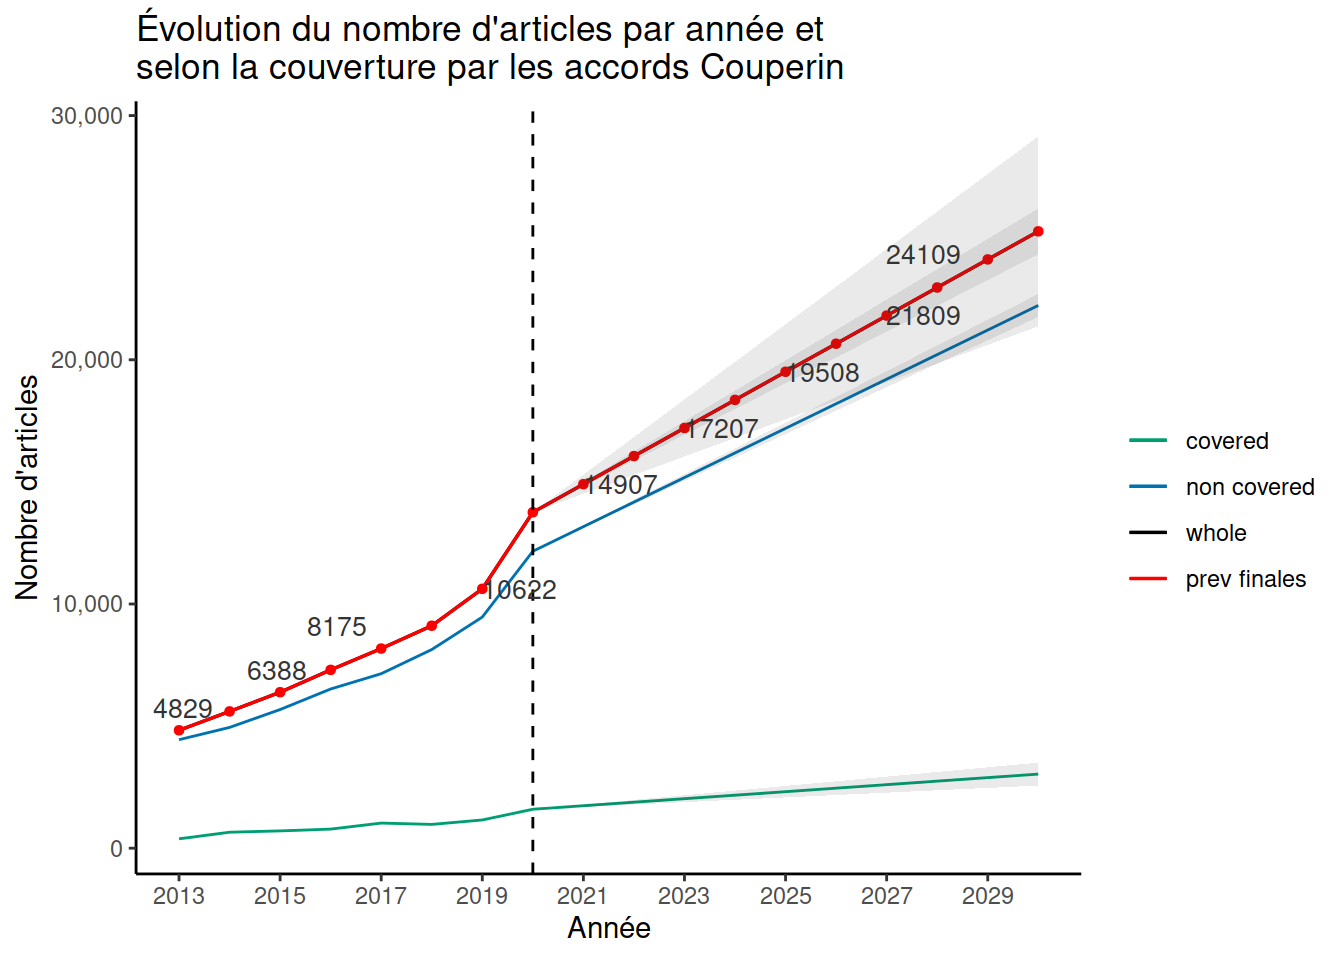 Évolution du nombre d'articles par année et
selon la couverture par les accords Couperin
Nombre d'articles
30,000
20,000
10,000
0
4829
6388
8175
10622
14907
17207
19508
21809
24109
2013
2015
2017
2019
2021
2023
2025
2027
2029
Année
covered
non covered
whole
prev finales